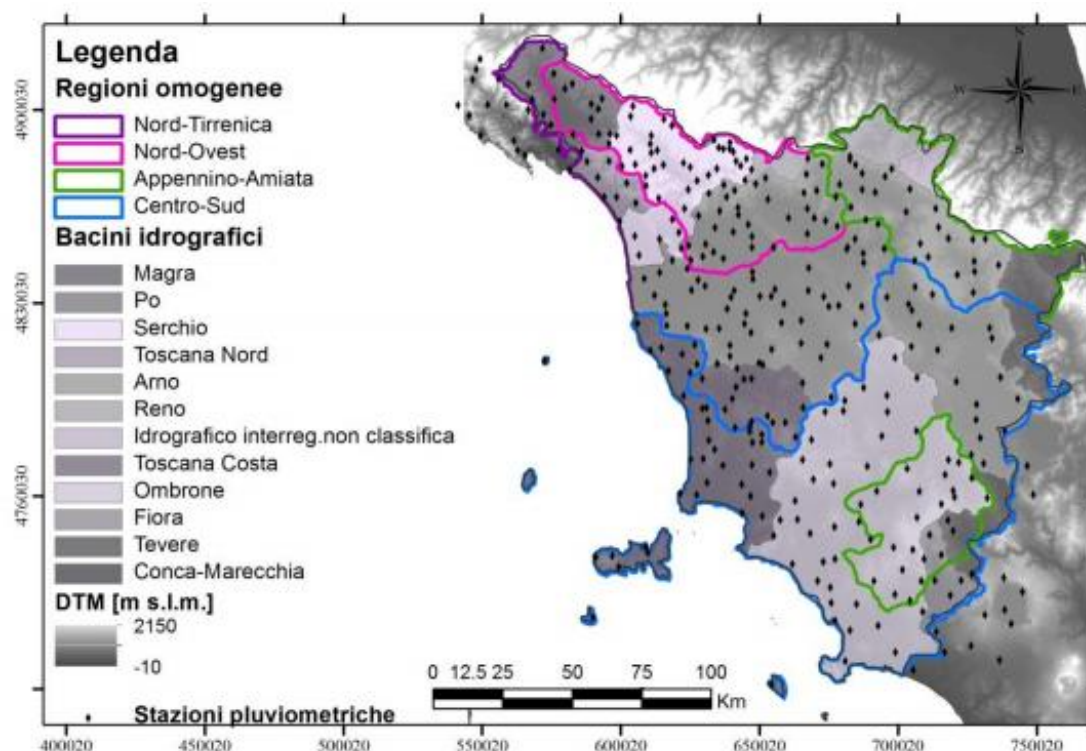 Legenda
Regioni omogenee
Nord-Tirrenica
Nord-Ovest
Appennino-Amiata
Centro-Sud
Bacini idrografici
Magra
Po
Serchio
Toscana Nord
Arno
Reno
Idrografico interreg.non classifica
Toscana Costa
Ombrone
Fiora
Tevere
Conca-Marecchia
DTM [m s.l.m.]
2150
-10
Stazioni pluviometriche
N
W E
S
4900030
4830030
4760030
0 12.5 25 50 75 100
Km
400020 450020 500020 550020 600020 650020 700020 750020